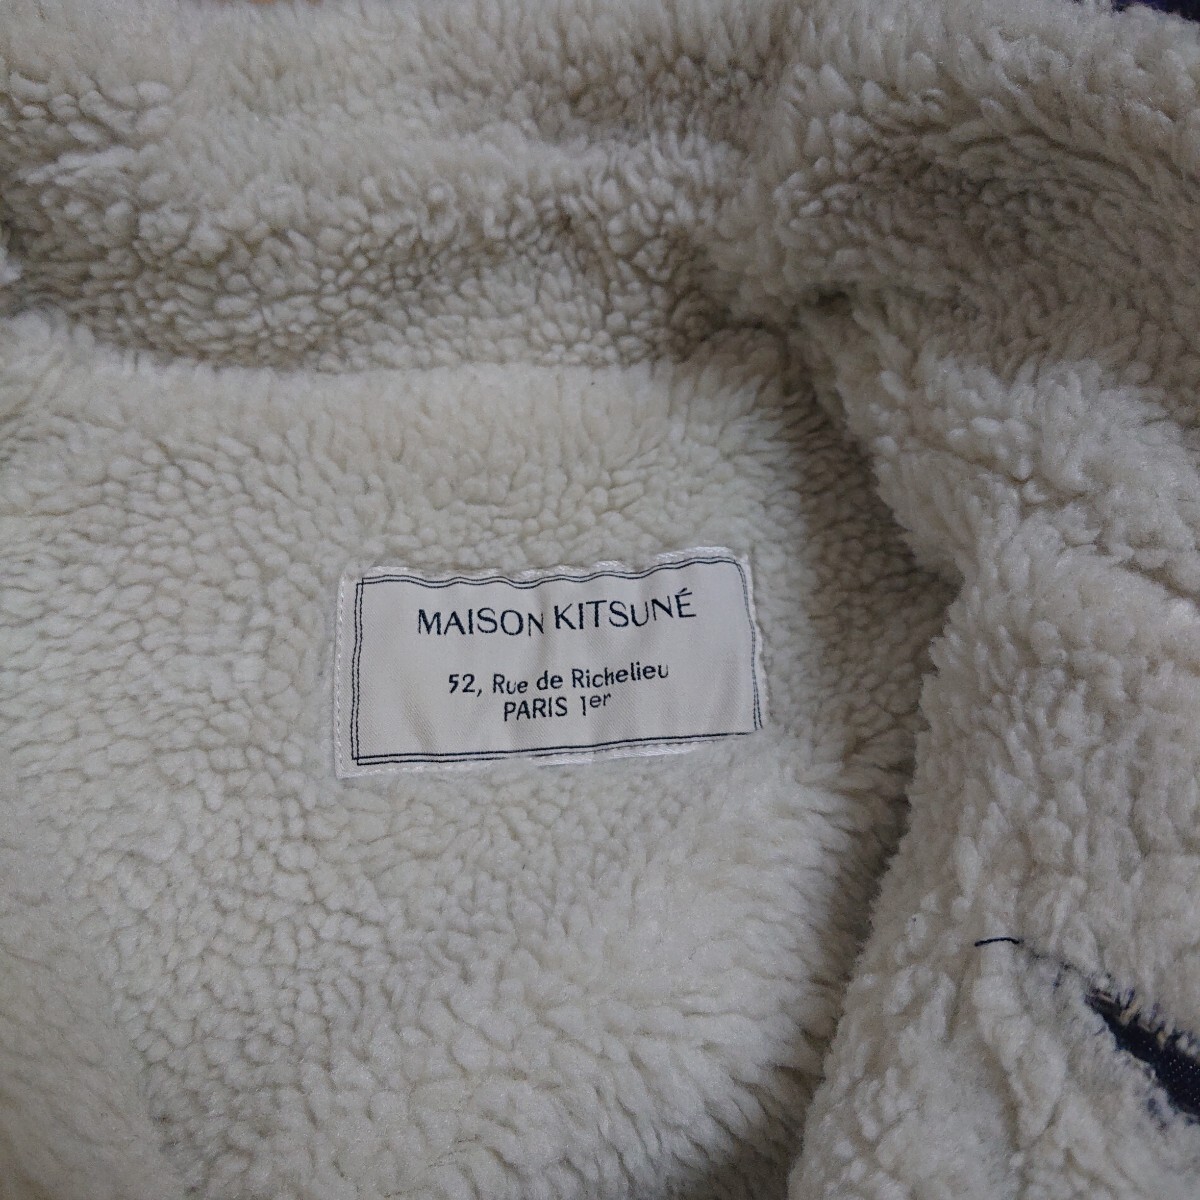 MAISON KITSUNÉ
52, Rue de Richelieu
PARIS 1er